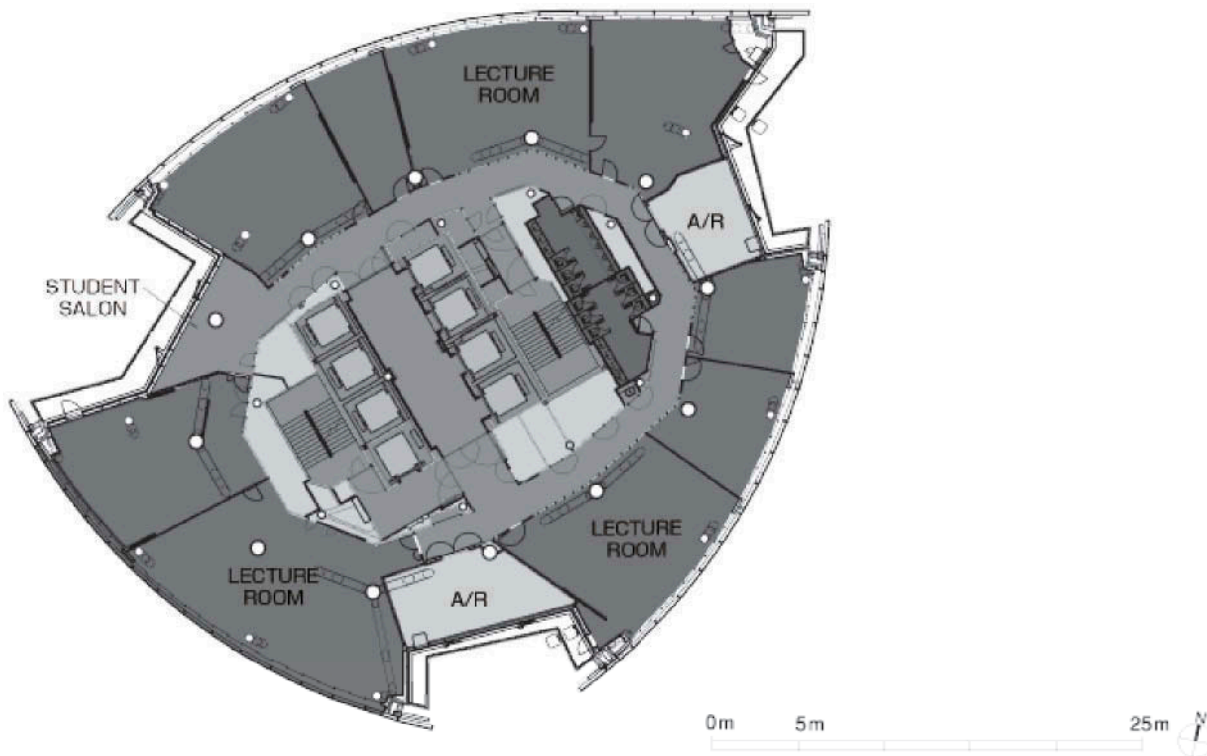 LECTURE
ROOM
A/R
STUDENT
SALON
LECTURE
ROOM
LECTURE
ROOM
A/R
0m 5m 25m
N